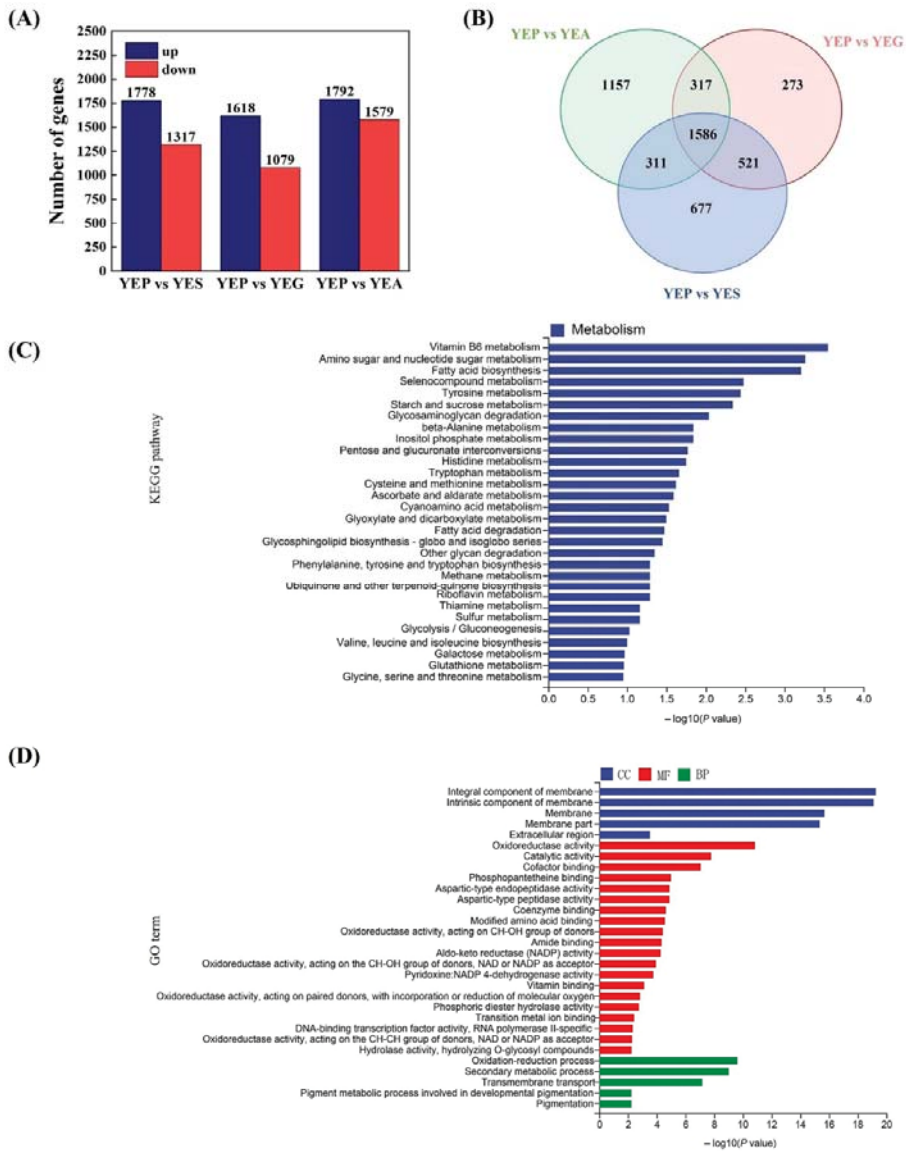 (A)
Number of genes
2500
2250
2000
1750
1500
1250
1000
750
500
250
0
up
down
1778
1317
1618
1079
1792
1579
YEP vs YES
YEP vs YEG
YEP vs YEA
(B)
YEP vs YEA
YEP vs YEG
1157
317
273
1586
311
521
677
YEP vs YES
(C)
KEGG pathway
Metabolism
Vitamin B6 metabolism
Amino sugar and nucleotide sugar metabolism
Fatty acid biosynthesis
Selenocompound metabolism
Tyrosine metabolism
Starch and sucrose metabolism
Glycosaminoglycan degradation
beta-Alanine metabolism
Inositol phosphate metabolism
Pentose and glucuronate interconversions
Histidine metabolism
Tryptophan metabolism
Cysteine and methionine metabolism
Ascorbate and aldarate metabolism
Cyanoamino acid metabolism
Glyoxylate and dicarboxylate metabolism
Fatty acid degradation
Glycosphingolipid biosynthesis - globo and isoglobo series
Other glycan degradation
Phenylalanine, tyrosine and tryptophan biosynthesis
Methane metabolism
Ubiquinone and other terpenoid-quinone biosynthesis
Riboflavin metabolism
Thiamine metabolism
Sulfur metabolism
Glycolysis / Gluconeogenesis
Valine, leucine and isoleucine biosynthesis
Galactose metabolism
Glutathione metabolism
Glycine, serine and threonine metabolism
0.0 0.5 1.0 1.5 2.0 2.5 3.0 3.5 4.0
–log10(P value)
(D)
GO term
CC MF BP
Integral component of membrane
Intrinsic component of membrane
Membrane
Membrane part
Extracellular region
Oxidoreductase activity
Catalytic activity
Cofactor binding
Phosphopantetheine binding
Aspartic-type endopeptidase activity
Aspartic-type peptidase activity
Coenzyme binding
Modified amino acid binding
Oxidoreductase activity, acting on CH-OH group of donors
Amide binding
Aldo-keto reductase (NADP) activity
Oxidoreductase activity, acting on the CH-OH group of donors, NAD or NADP as acceptor
Pyridoxine:NADP 4-dehydrogenase activity
Vitamin binding
Oxidoreductase activity, acting on paired donors, with incorporation or reduction of molecular oxygen
Phosphoric diester hydrolase activity
Transition metal ion binding
DNA-binding transcription factor activity, RNA polymerase II-specific
Oxidoreductase activity, acting on the CH-CH group of donors, NAD or NADP as acceptor
Hydrolase activity, hydrolyzing O-glycosyl compounds
Oxidation-reduction process
Secondary metabolic process
Transmembrane transport
Pigment metabolic process involved in developmental pigmentation
Pigmentation
0 2 4 6 8 10 12 14 16 18 20
–log10(P value)